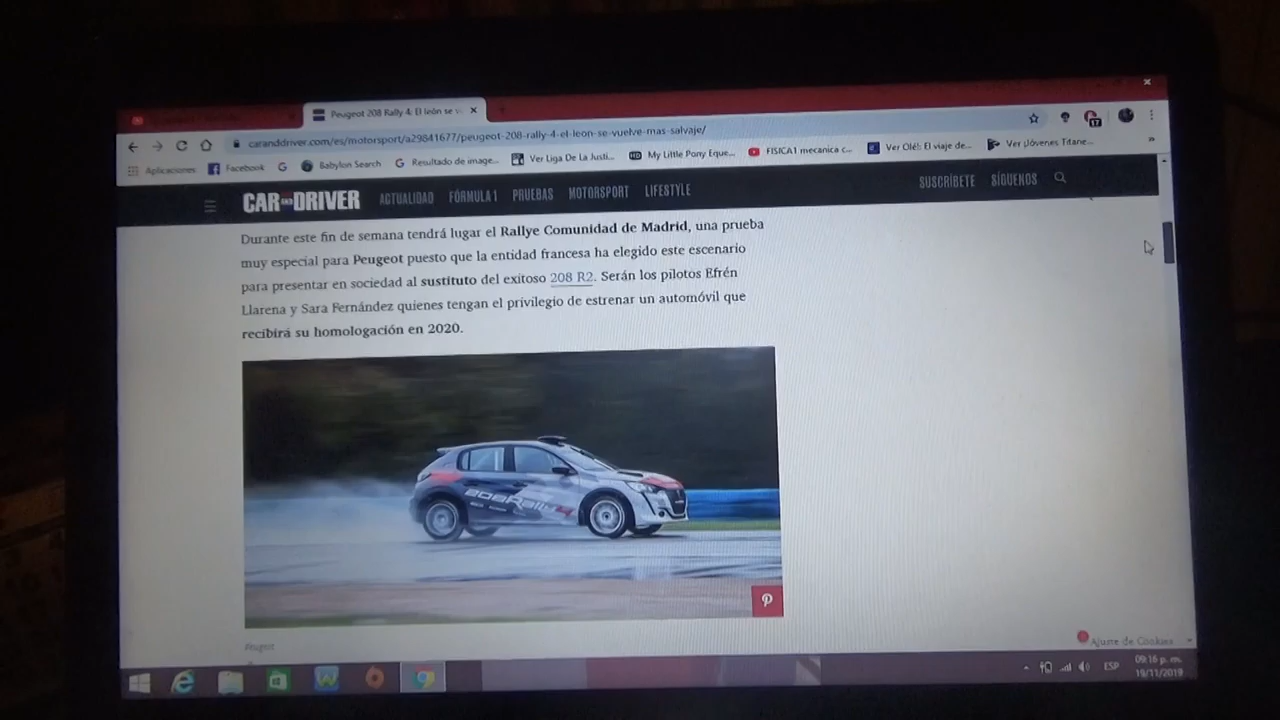 Peugeot 208 Rally 4: El león se v
caranddriver.com/es/motorsport/a29841677/peugeot-208-rally-4-el-leon-se-vuelve-mas-salvaje/
17
Aplicaciones
Facebook
Babylon Search
Resultado de image...
Ver Liga De La Justi...
HD My Little Pony Eque...
FISICA1 mecanica c...
Ver Olé!: El viaje de...
Ver Jóvenes Titane...
CAR AND DRIVER
ACTUALIDAD
FÓRMULA 1
PRUEBAS
MOTORSPORT
LIFESTYLE
SUSCRÍBETE
SÍGUENOS
Durante este fin de semana tendrá lugar el Rallye Comunidad de Madrid, una prueba
muy especial para Peugeot puesto que la entidad francesa ha elegido este escenario
para presentar en sociedad al sustituto del exitoso 208 R2. Serán los pilotos Efrén
Llarena y Sara Fernández quienes tengan el privilegio de estrenar un automóvil que
recibirá su homologación en 2020.
208Rally 4
Peugeot
Ajuste de Cookies
ESP
09:16 p. m.
19/11/2019